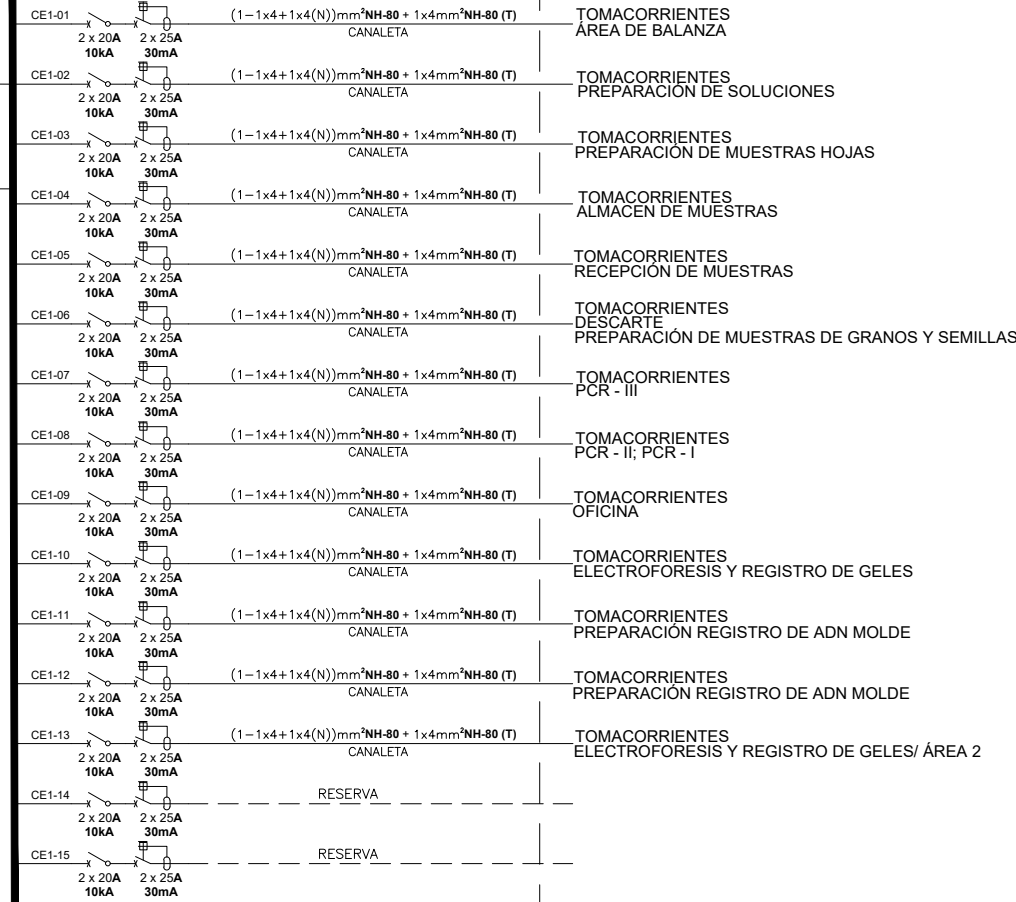 CE1-01 (1-1x4+1x4(N))mm²NH-80 + 1x4mm²NH-80 (T) TOMACORRIENTES
CANALETA ÁREA DE BALANZA
2 x 20A 2 x 25A
10kA 30mA
CE1-02 (1-1x4+1x4(N))mm²NH-80 + 1x4mm²NH-80 (T) TOMACORRIENTES
CANALETA PREPARACIÓN DE SOLUCIONES
2 x 20A 2 x 25A
10kA 30mA
CE1-03 (1-1x4+1x4(N))mm²NH-80 + 1x4mm²NH-80 (T) TOMACORRIENTES
CANALETA PREPARACIÓN DE MUESTRAS HOJAS
2 x 20A 2 x 25A
10kA 30mA
CE1-04 (1-1x4+1x4(N))mm²NH-80 + 1x4mm²NH-80 (T) TOMACORRIENTES
CANALETA ALMACEN DE MUESTRAS
2 x 20A 2 x 25A
10kA 30mA
CE1-05 (1-1x4+1x4(N))mm²NH-80 + 1x4mm²NH-80 (T) TOMACORRIENTES
CANALETA RECEPCIÓN DE MUESTRAS
2 x 20A 2 x 25A
10kA 30mA
TOMACORRIENTES
CE1-06 (1-1x4+1x4(N))mm²NH-80 + 1x4mm²NH-80 (T) DESCARTE
CANALETA PREPARACIÓN DE MUESTRAS DE GRANOS Y SEMILLAS
2 x 20A 2 x 25A
10kA 30mA
CE1-07 (1-1x4+1x4(N))mm²NH-80 + 1x4mm²NH-80 (T) TOMACORRIENTES
CANALETA PCR - III
2 x 20A 2 x 25A
10kA 30mA
CE1-08 (1-1x4+1x4(N))mm²NH-80 + 1x4mm²NH-80 (T) TOMACORRIENTES
CANALETA PCR - II; PCR - I
2 x 20A 2 x 25A
10kA 30mA
CE1-09 (1-1x4+1x4(N))mm²NH-80 + 1x4mm²NH-80 (T) TOMACORRIENTES
CANALETA OFICINA
2 x 20A 2 x 25A
10kA 30mA
CE1-10 (1-1x4+1x4(N))mm²NH-80 + 1x4mm²NH-80 (T) TOMACORRIENTES
CANALETA ELECTROFORESIS Y REGISTRO DE GELES
2 x 20A 2 x 25A
10kA 30mA
CE1-11 (1-1x4+1x4(N))mm²NH-80 + 1x4mm²NH-80 (T) TOMACORRIENTES
CANALETA PREPARACIÓN REGISTRO DE ADN MOLDE
2 x 20A 2 x 25A
10kA 30mA
CE1-12 (1-1x4+1x4(N))mm²NH-80 + 1x4mm²NH-80 (T) TOMACORRIENTES
CANALETA PREPARACIÓN REGISTRO DE ADN MOLDE
2 x 20A 2 x 25A
10kA 30mA
CE1-13 (1-1x4+1x4(N))mm²NH-80 + 1x4mm²NH-80 (T) TOMACORRIENTES
CANALETA ELECTROFORESIS Y REGISTRO DE GELES/ ÁREA 2
2 x 20A 2 x 25A
10kA 30mA
CE1-14 RESERVA
2 x 20A 2 x 25A
10kA 30mA
CE1-15 RESERVA
2 x 20A 2 x 25A
10kA 30mA